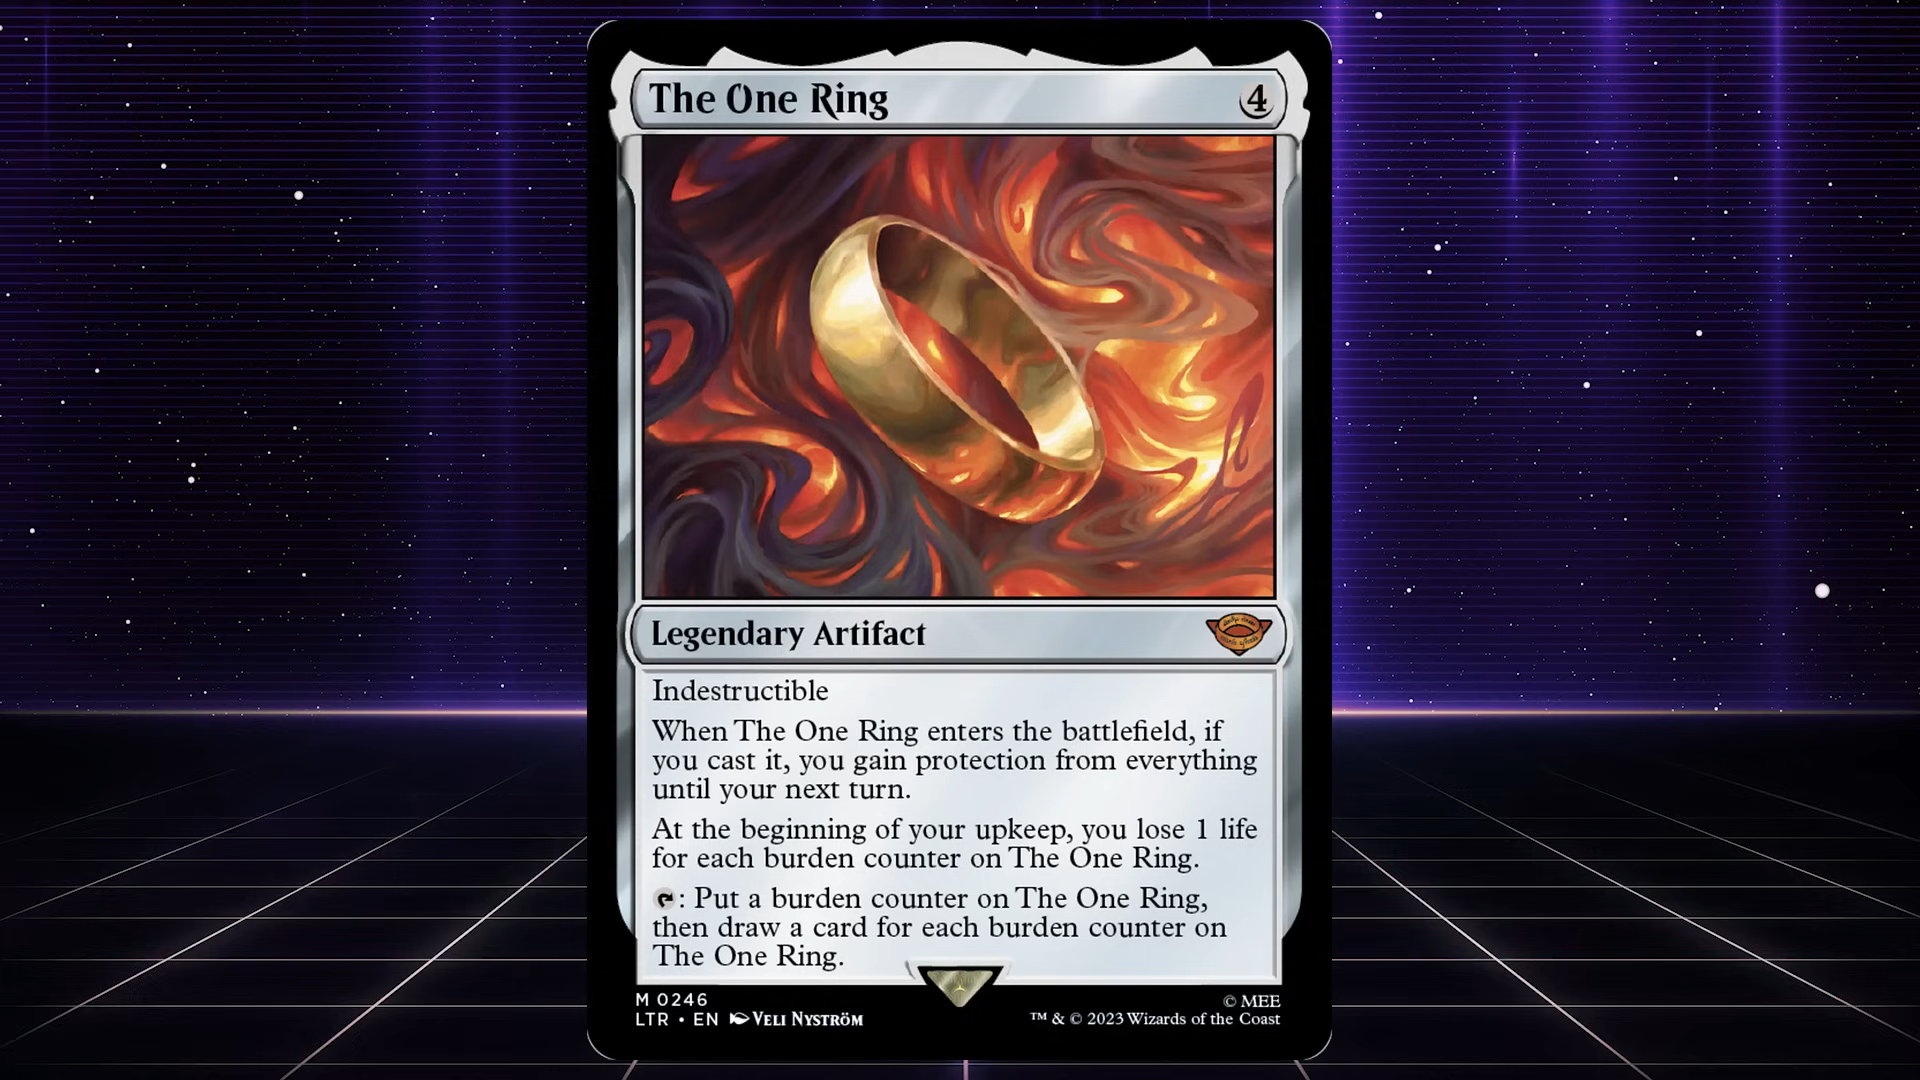 The One Ring 4
Legendary Artifact
Indestructible
When The One Ring enters the battlefield, if
you cast it, you gain protection from everything
until your next turn.
At the beginning of your upkeep, you lose 1 life
for each burden counter on The One Ring.
: Put a burden counter on The One Ring,
then draw a card for each burden counter on
The One Ring.
M 0246
LTR • EN VELI NYSTRÖM
© MEE
™ & © 2023 Wizards of the Coast